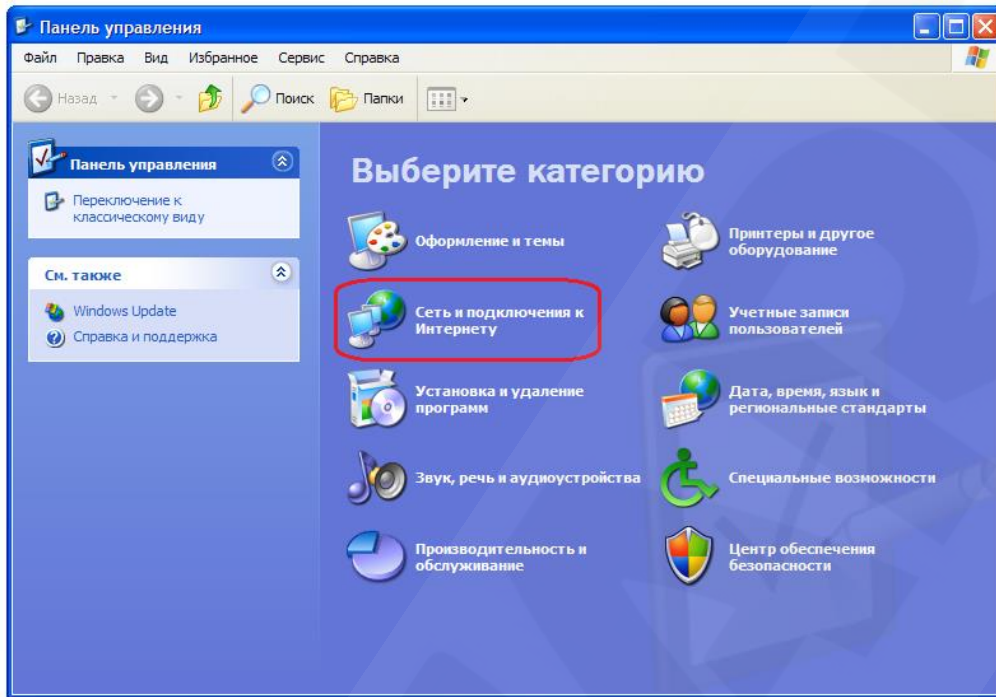 Панель управления
Файл Правка Вид Избранное Сервис Справка
Назад Поиск Папки
Панель управления
Переключение к
классическому виду
См. также
Windows Update
Справка и поддержка
Выберите категорию
Оформление и темы
Принтеры и другое
оборудование
Сеть и подключения к
Интернету
Учетные записи
пользователей
Установка и удаление
программ
Дата, время, язык и
региональные стандарты
Звук, речь и аудиоустройства
Специальные возможности
Производительность и
обслуживание
Центр обеспечения
безопасности